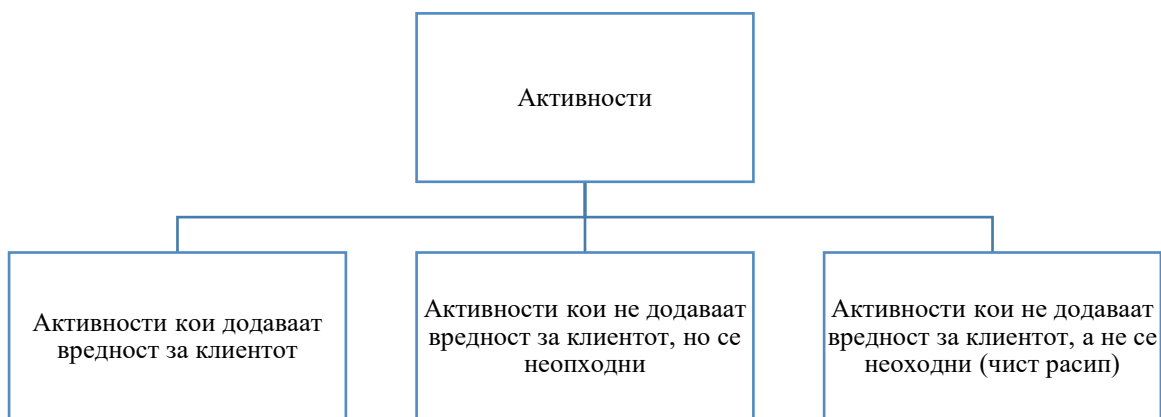 Активности
Активности кои додаваат
вредност за клиентот
Активности кои не додаваат
вредност за клиентот, но се
неопходни
Активности кои не додаваат
вредност за клиентот, а не се
неоходни (чист расип)